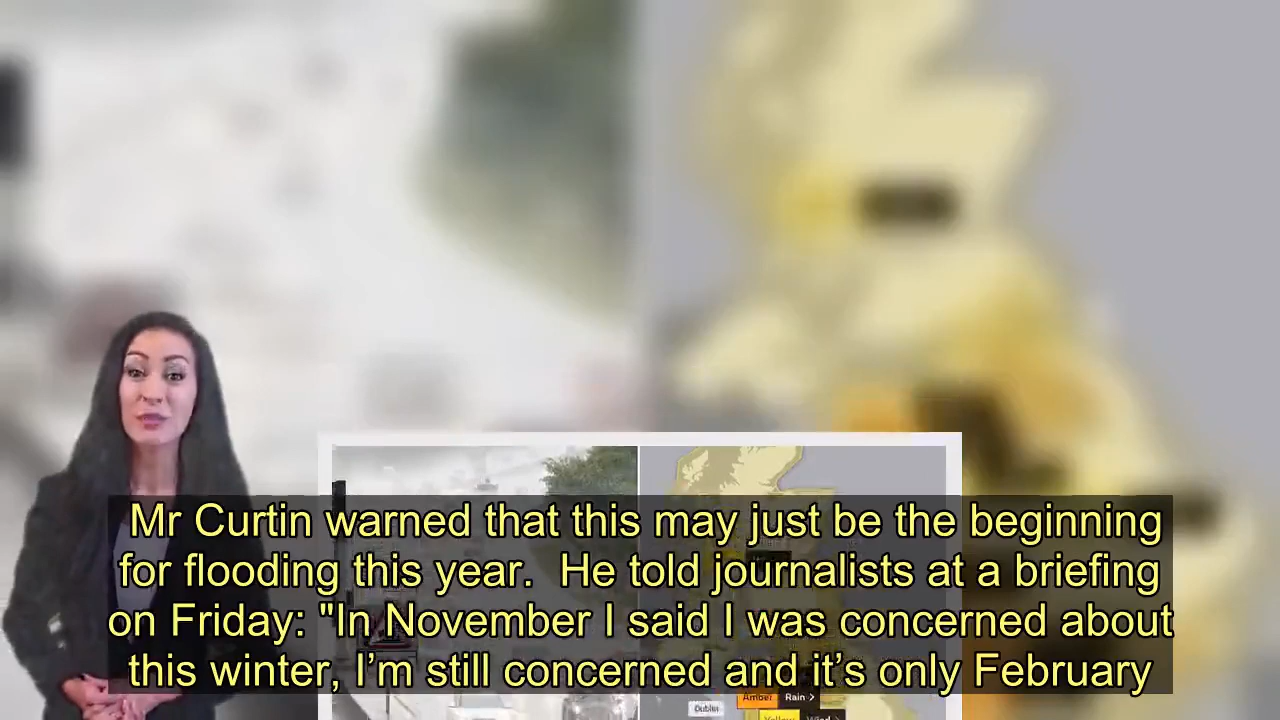 Mr Curtin warned that this may just be the beginning
for flooding this year.  He told journalists at a briefing
on Friday: "In November I said I was concerned about
this winter, I’m still concerned and it’s only February
Amber Rain >
Dublin
Yellow Wind >